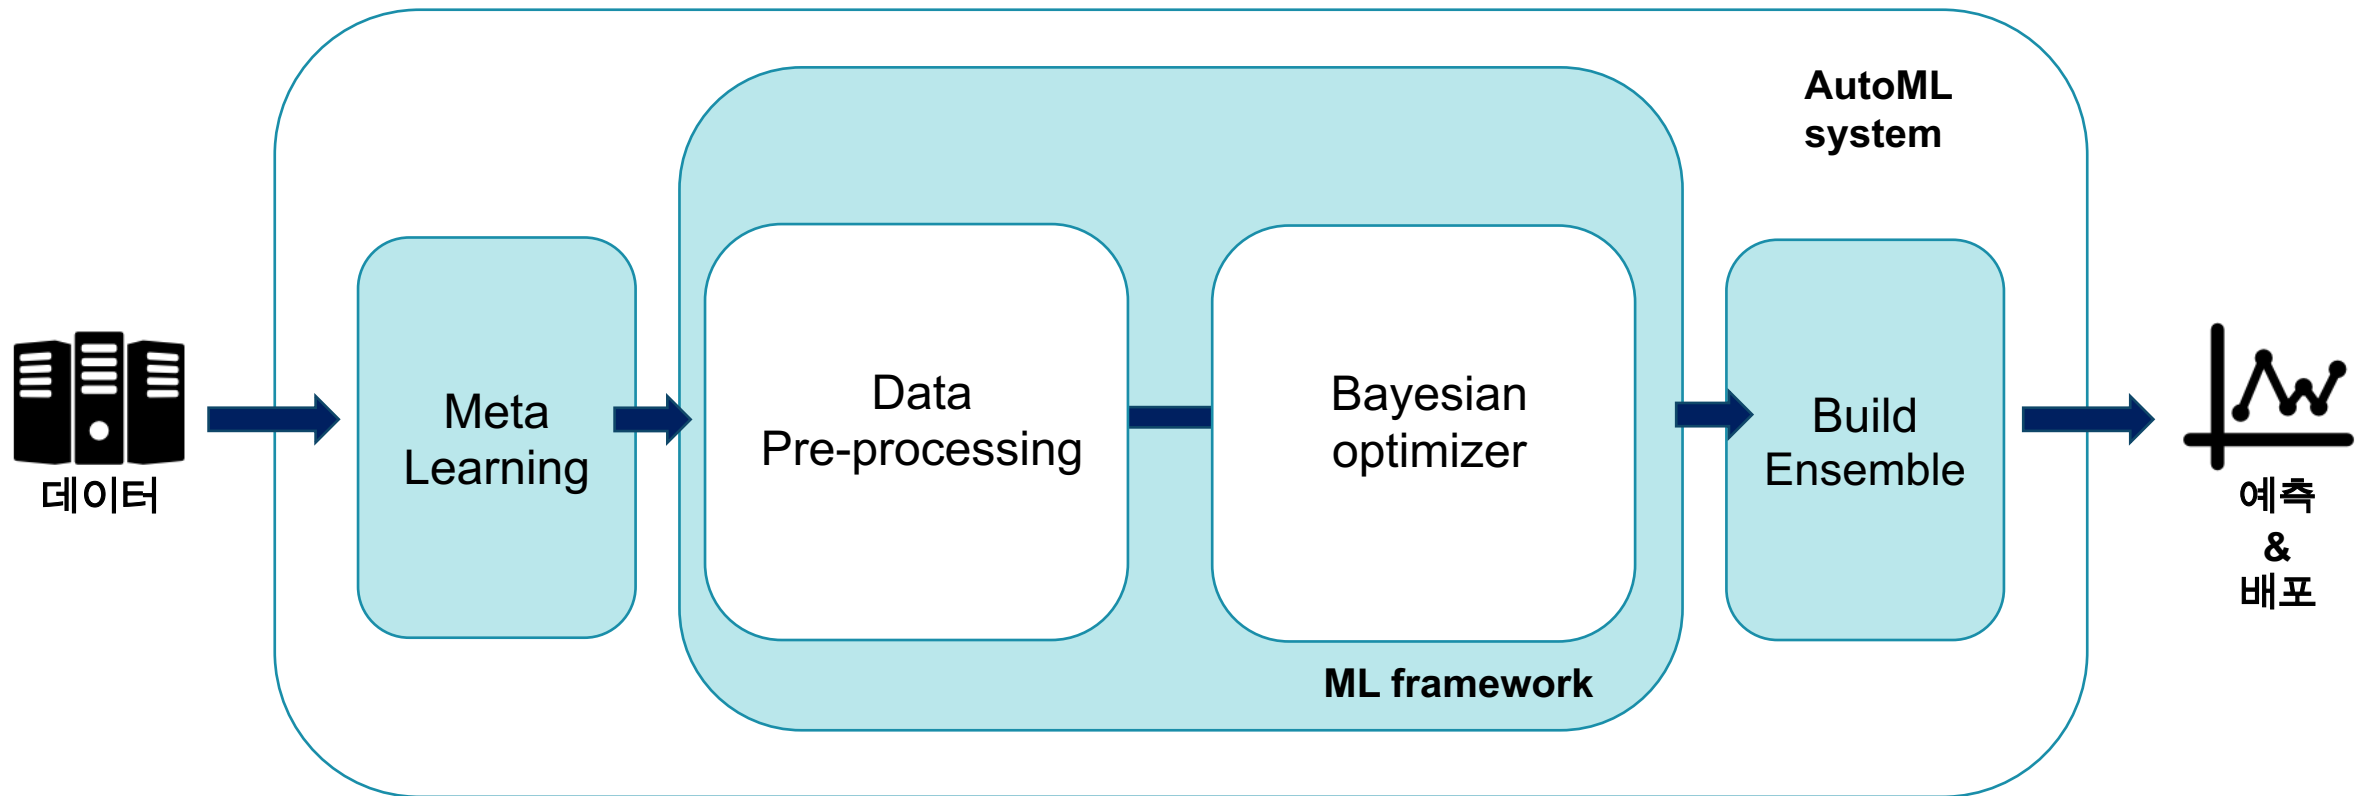 AutoML
system
데이터
Meta
Learning
Data
Pre-processing
Bayesian
optimizer
ML framework
Build
Ensemble
예측
&
배포